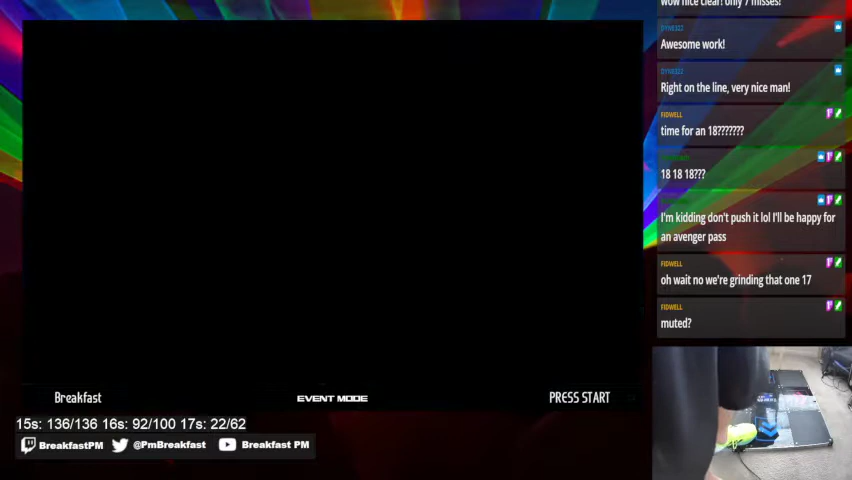 wow nice clear! only 7 misses!
DYNE322
Awesome work!
DYNE322
Right on the line, very nice man!
FIDWELL
time for an 18???????
18 18 18???
I'm kidding don't push it lol I'll be happy for
an avenger pass
FIDWELL
oh wait no we're grinding that one 17
FIDWELL
muted?
Breakfast
EVENT MODE
PRESS START
15s: 136/136 16s: 92/100 17s: 22/62
BreakfastPM
@PmBreakfast
Breakfast PM